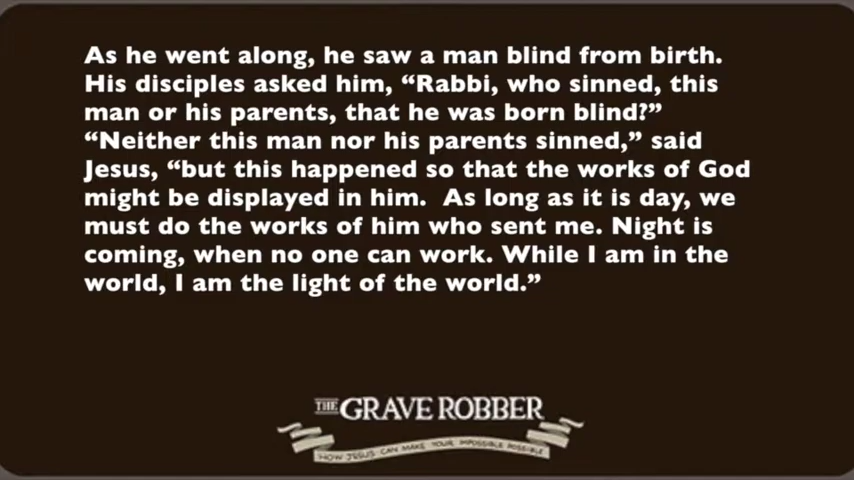 As he went along, he saw a man blind from birth.
His disciples asked him, “Rabbi, who sinned, this
man or his parents, that he was born blind?”
“Neither this man nor his parents sinned,” said
Jesus, “but this happened so that the works of God
might be displayed in him.  As long as it is day, we
must do the works of him who sent me. Night is
coming, when no one can work. While I am in the
world, I am the light of the world.”
THE GRAVE ROBBER
HOW JESUS CAN MAKE YOUR IMPOSSIBLE POSSIBLE